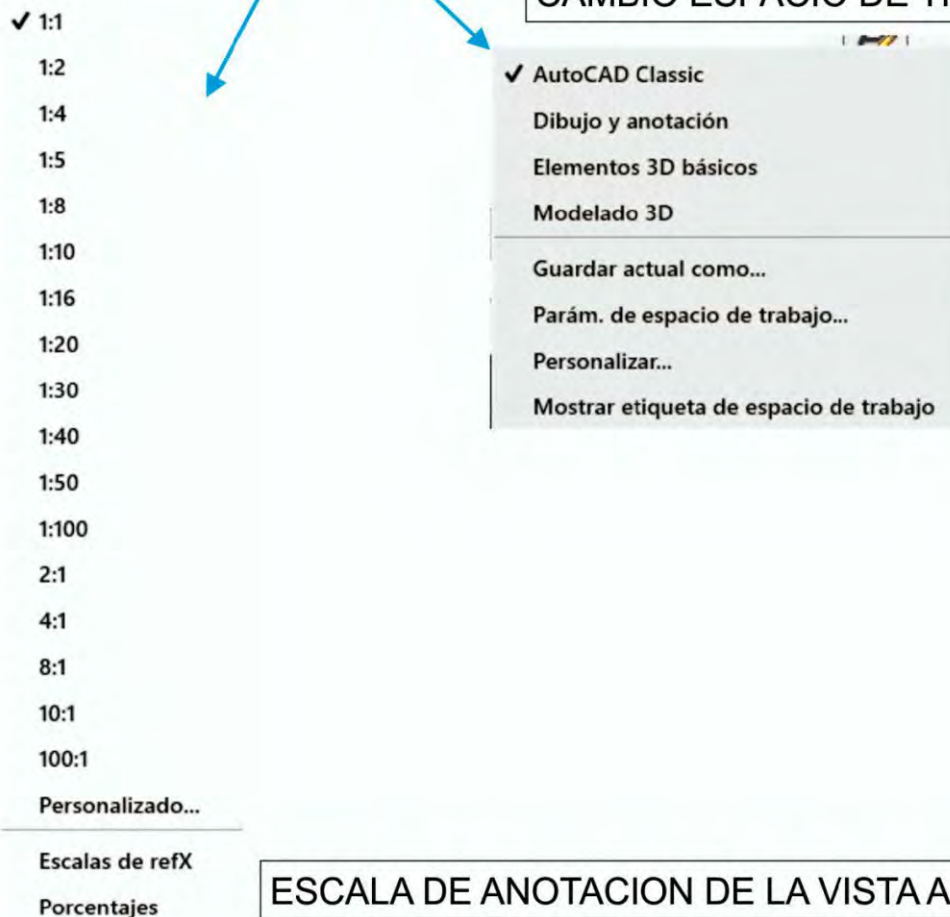 CAMBIO ESPACIO DE
✓ 1:1
1:2
1:4
1:5
1:8
1:10
1:16
1:20
1:30
1:40
1:50
1:100
2:1
4:1
8:1
10:1
100:1
Personalizado...
Escalas de refX
Porcentajes
✓ AutoCAD Classic
Dibujo y anotación
Elementos 3D básicos
Modelado 3D
Guardar actual como...
Parám. de espacio de trabajo...
Personalizar...
Mostrar etiqueta de espacio de trabajo
ESCALA DE ANOTACION DE LA VISTA A